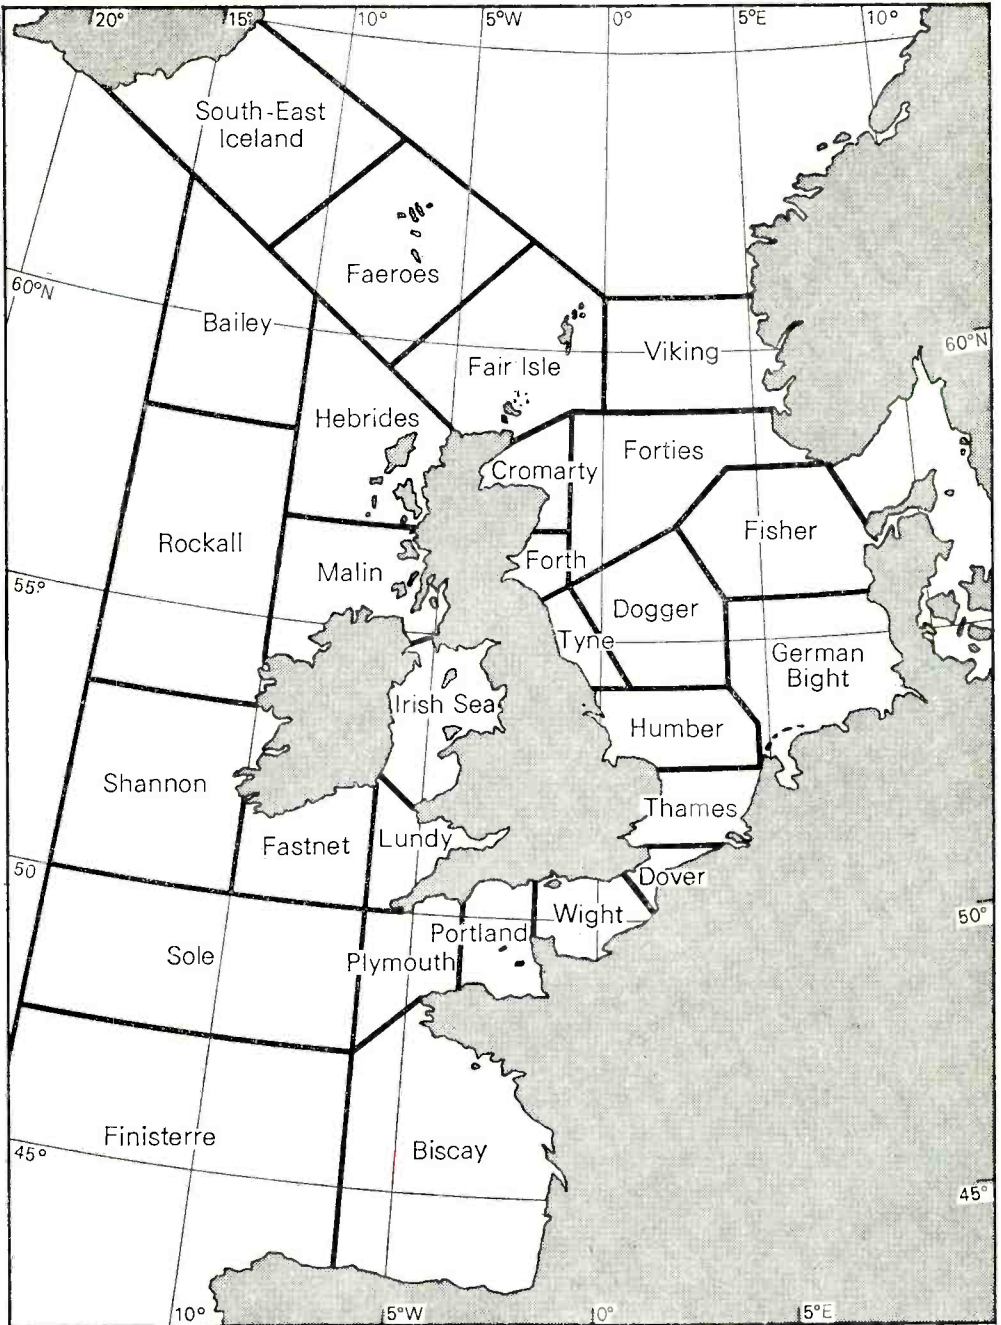 20°
15°
10°
5°W
0°
5°E
10°
South-East
Iceland
Faeroes
60°N
Bailey
Fair Isle
Viking
60°N
Hebrides
Cromarty
Forties
Rockall
Malin
Forth
Fisher
55°
Dogger
Tyne
German
Bight
Irish Sea
Humber
Shannon
Fastnet
Lundy
Thames
50
Dover
Sole
Portland
Wight
50°
Plymouth
Finisterre
Biscay
45°
45°
10°
5°W
0°
5°E